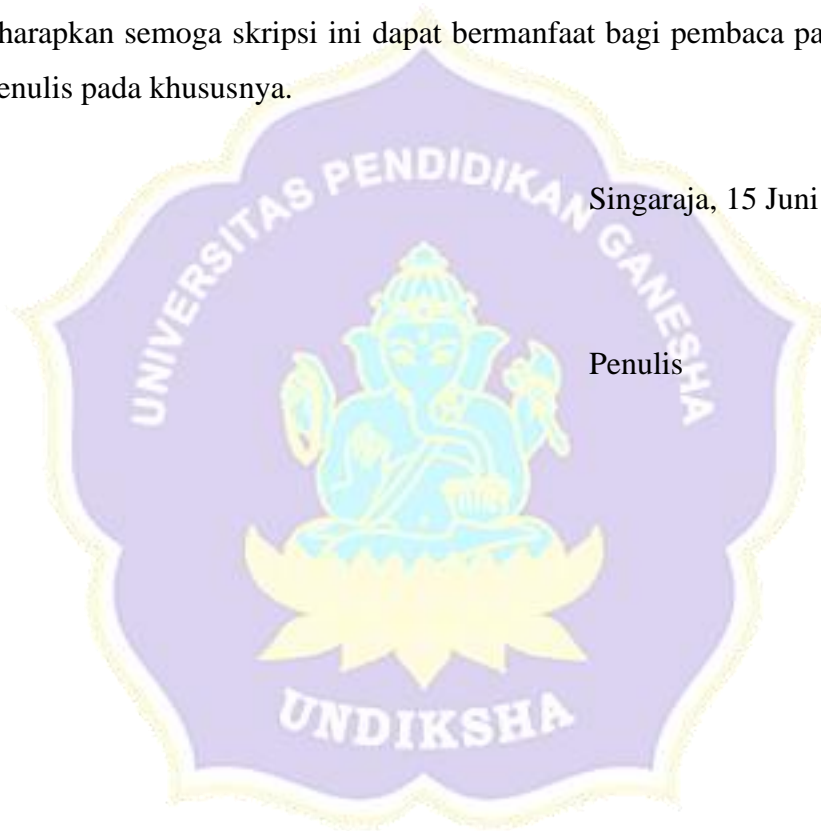 harapkan semoga skripsi ini dapat bermanfaat bagi pembaca pa
enulis pada khususnya.
UNIVERSITAS PENDIDIKAN GANESHA
Singaraja, 15 Juni
Penulis
UNDIKSHA